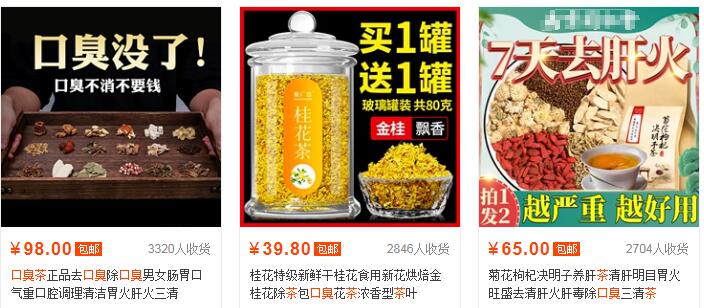 口臭没了！
口臭不消不要钱
¥98.00 包邮 3320人收货
口臭茶正品去口臭除口臭男女肠胃口
气重口腔调理清洁胃火肝火三清
买1罐
送1罐
玻璃罐装 共80克
金桂 飘香
桂花茶
¥39.80 包邮 2846人收货
桂花特级新鲜干桂花食用新花烘焙金
桂花除茶包口臭花茶:浓香型茶叶
7天去肝火
菊花枸杞
决明子茶
拍1
发2
越严重 越好用
¥65.00 包邮 2704人收货
菊花枸杞决明子养肝茶清肝明目胃火
旺盛去清肝火肝毒除口臭三清茶